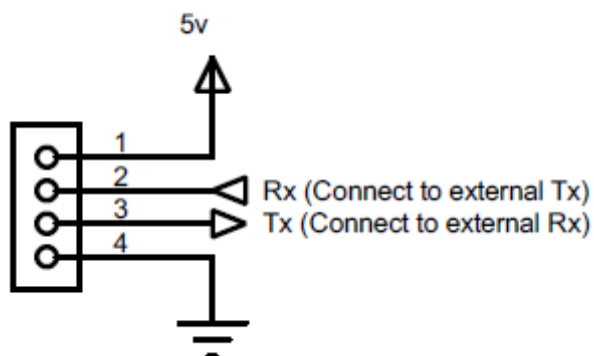 5v
1
2
Rx (Connect to external Tx)
3
Tx (Connect to external Rx)
4